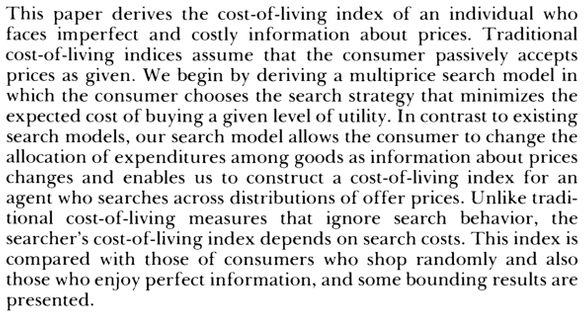 This paper derives the cost-of-living index of an individual who
faces imperfect and costly information about prices. Traditional
cost-of-living indices assume that the consumer passively accepts
prices as given. We begin by deriving a multiprice search model in
which the consumer chooses the search strategy that minimizes the
expected cost of buying a given level of utility. In contrast to existing
search models, our search model allows the consumer to change the
allocation of expenditures among goods as information about prices
changes and enables us to construct a cost-of-living index for an
agent who searches across distributions of offer prices. Unlike tradi-
tional cost-of-living measures that ignore search behavior, the
searcher's cost-of-living index depends on search costs. This index is
compared with those of consumers who shop randomly and also
those who enjoy perfect information, and some bounding results are
presented.